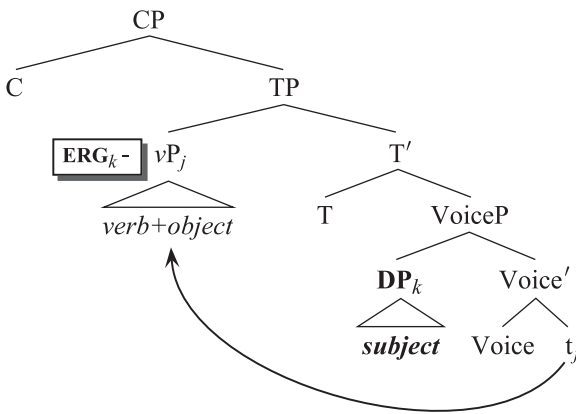 CP
C TP
ERGk- vPj T′
verb+object T VoiceP
DPk Voice′
subject Voice tj